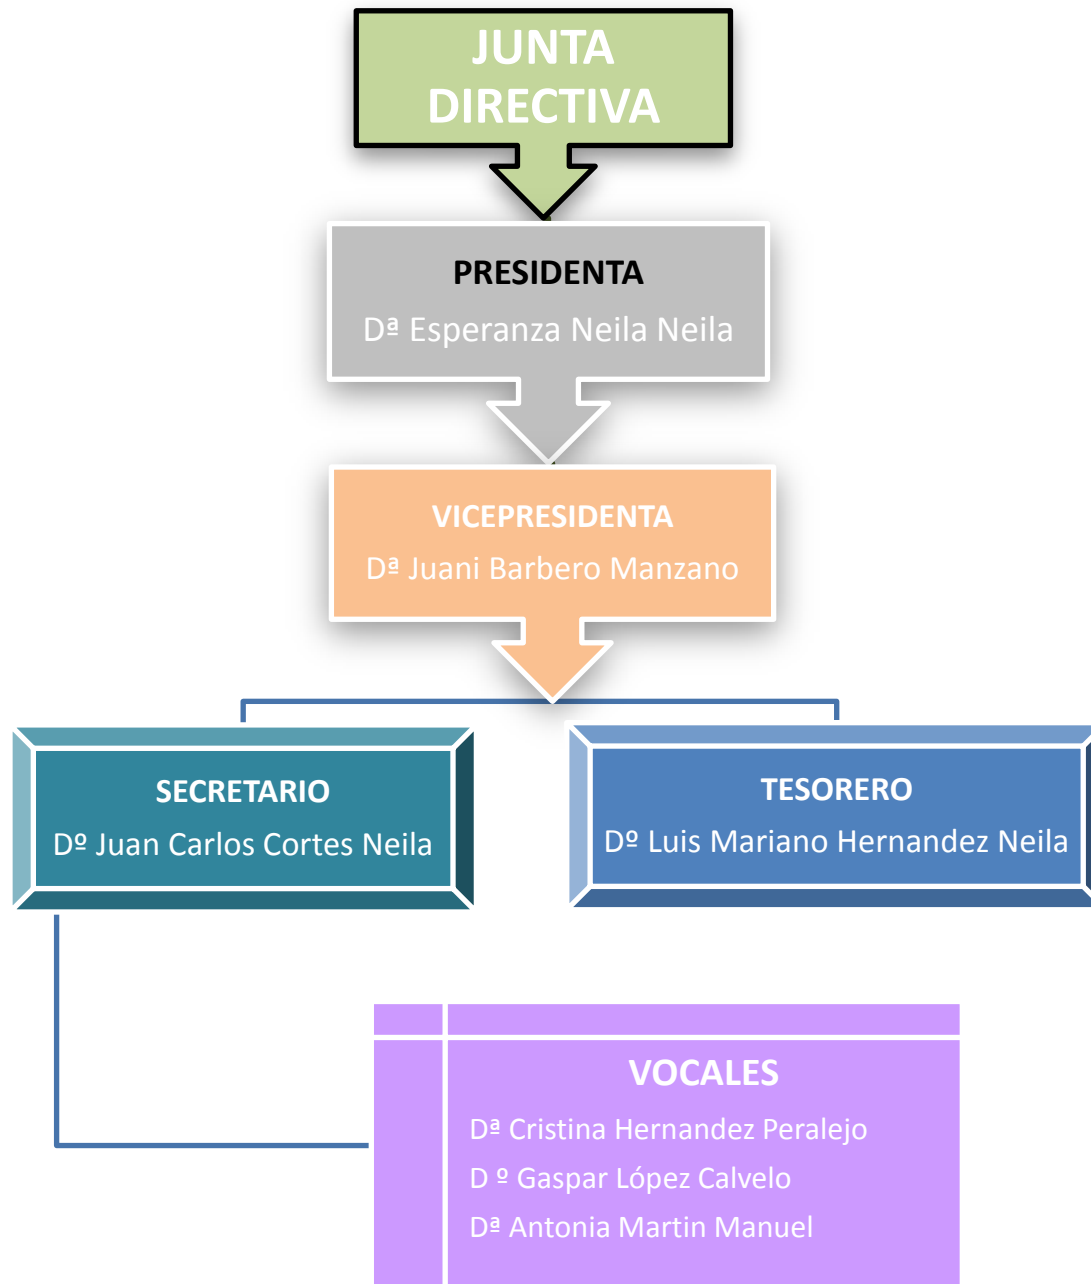 JUNTA
DIRECTIVA
PRESIDENTA
Dª Esperanza Neila Neila
VICEPRESIDENTA
Dª Juani Barbero Manzano
SECRETARIO
Dº Juan Carlos Cortes Neila
TESORERO
Dº Luis Mariano Hernandez Neila
VOCALES
Dª Cristina Hernandez Peralejo
D º Gaspar López Calvelo
Dª Antonia Martin Manuel